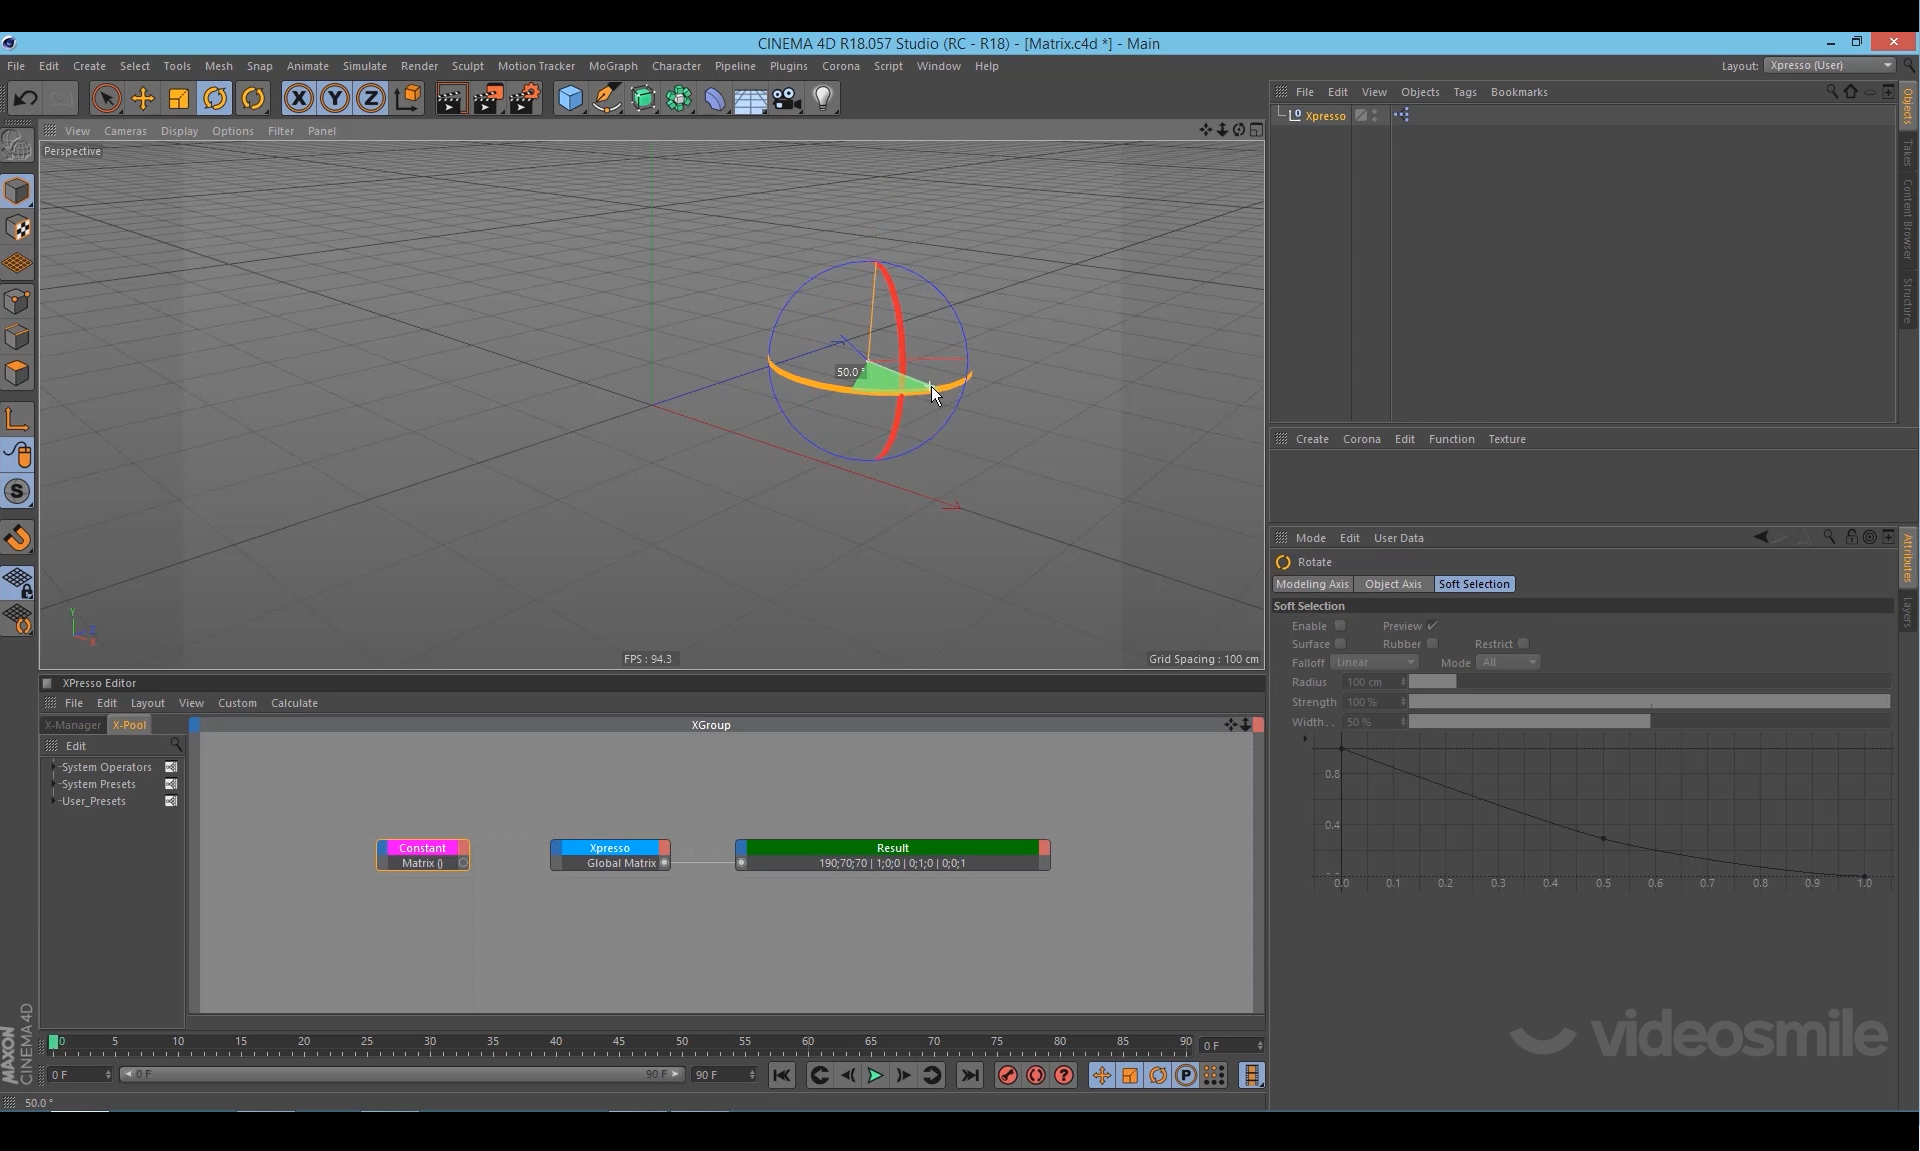 CINEMA 4D R18.057 Studio (RC - R18) - [Matrix.c4d *] - Main
File Edit Create Select Tools Mesh Snap Animate Simulate Render Sculpt Motion Tracker MoGraph Character Pipeline Plugins Corona Script Window Help
Layout: Xpresso (User)
X Y Z
File Edit View Objects Tags Bookmarks
Xpresso
Objects
Takes
Content Browser
Structure
View Cameras Display Options Filter Panel
Perspective
50.0 °
Y
Z
X
FPS : 94.3
Grid Spacing : 100 cm
Create Corona Edit Function Texture
Mode Edit User Data
Attributes
Layers
Rotate
Modeling Axis Object Axis Soft Selection
Soft Selection
Enable Preview
Surface Rubber Restrict
Falloff Linear Mode All
Radius 100 cm
Strength 100 %
Width . . 50 %
0.8
0.4
0.0 0.1 0.2 0.3 0.4 0.5 0.6 0.7 0.8 0.9 1.0
XPresso Editor
File Edit Layout View Custom Calculate
X-Manager X-Pool
XGroup
Edit
System Operators
System Presets
User_Presets
Constant
Matrix ()
Xpresso
Global Matrix
Result
190;70;70 | 1;0;0 | 0;1;0 | 0;0;1
0 5 10 15 20 25 30 35 40 45 50 55 60 65 70 75 80 85 90
0 F
0 F
0 F
90 F
90 F
50.0 °
MAXON
CINEMA 4D
videosmile